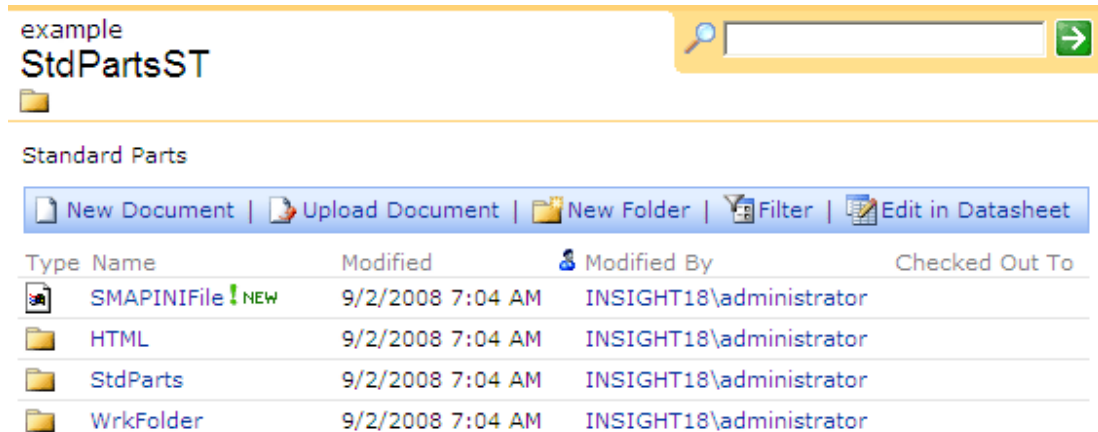 example
StdPartsST
Standard Parts
New Document | Upload Document | New Folder | Filter | Edit in Datasheet
Type Name Modified Modified By Checked Out To
SMAPINIFile ! NEW 9/2/2008 7:04 AM INSIGHT18\administrator
HTML 9/2/2008 7:04 AM INSIGHT18\administrator
StdParts 9/2/2008 7:04 AM INSIGHT18\administrator
WrkFolder 9/2/2008 7:04 AM INSIGHT18\administrator